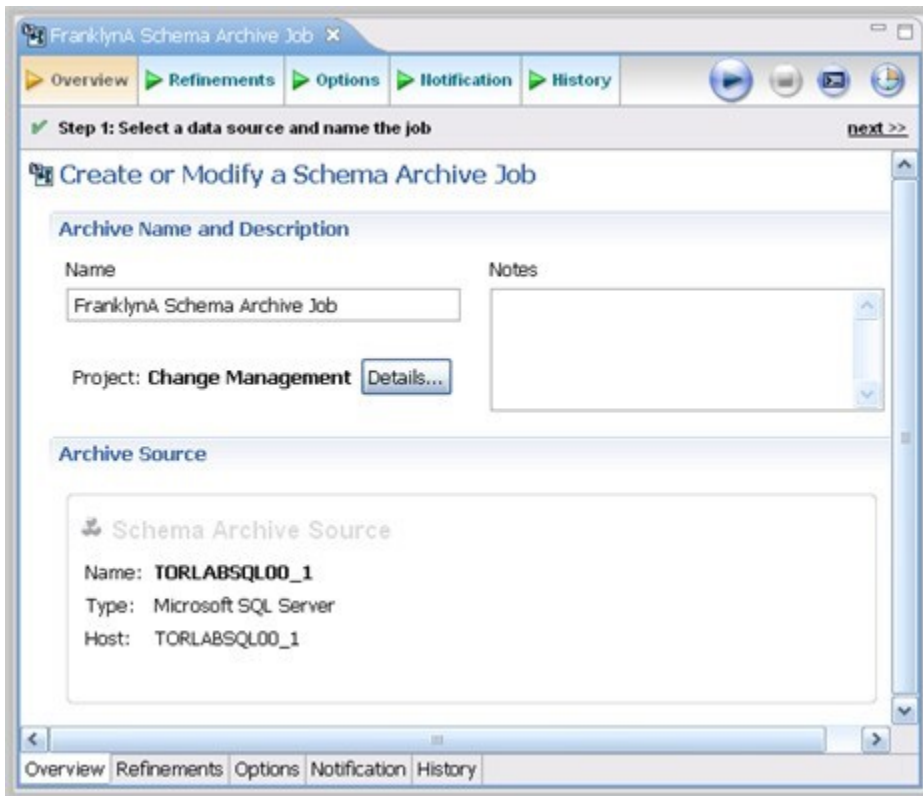 FranklynA Schema Archive Job
Overview Refinements Options Notification History
Step 1: Select a data source and name the job next >>
Create or Modify a Schema Archive Job
Archive Name and Description
Name Notes
FranklynA Schema Archive Job
Project: Change Management Details...
Archive Source
Schema Archive Source
Name: TORLABSQL00_1
Type: Microsoft SQL Server
Host: TORLABSQL00_1
Overview Refinements Options Notification History